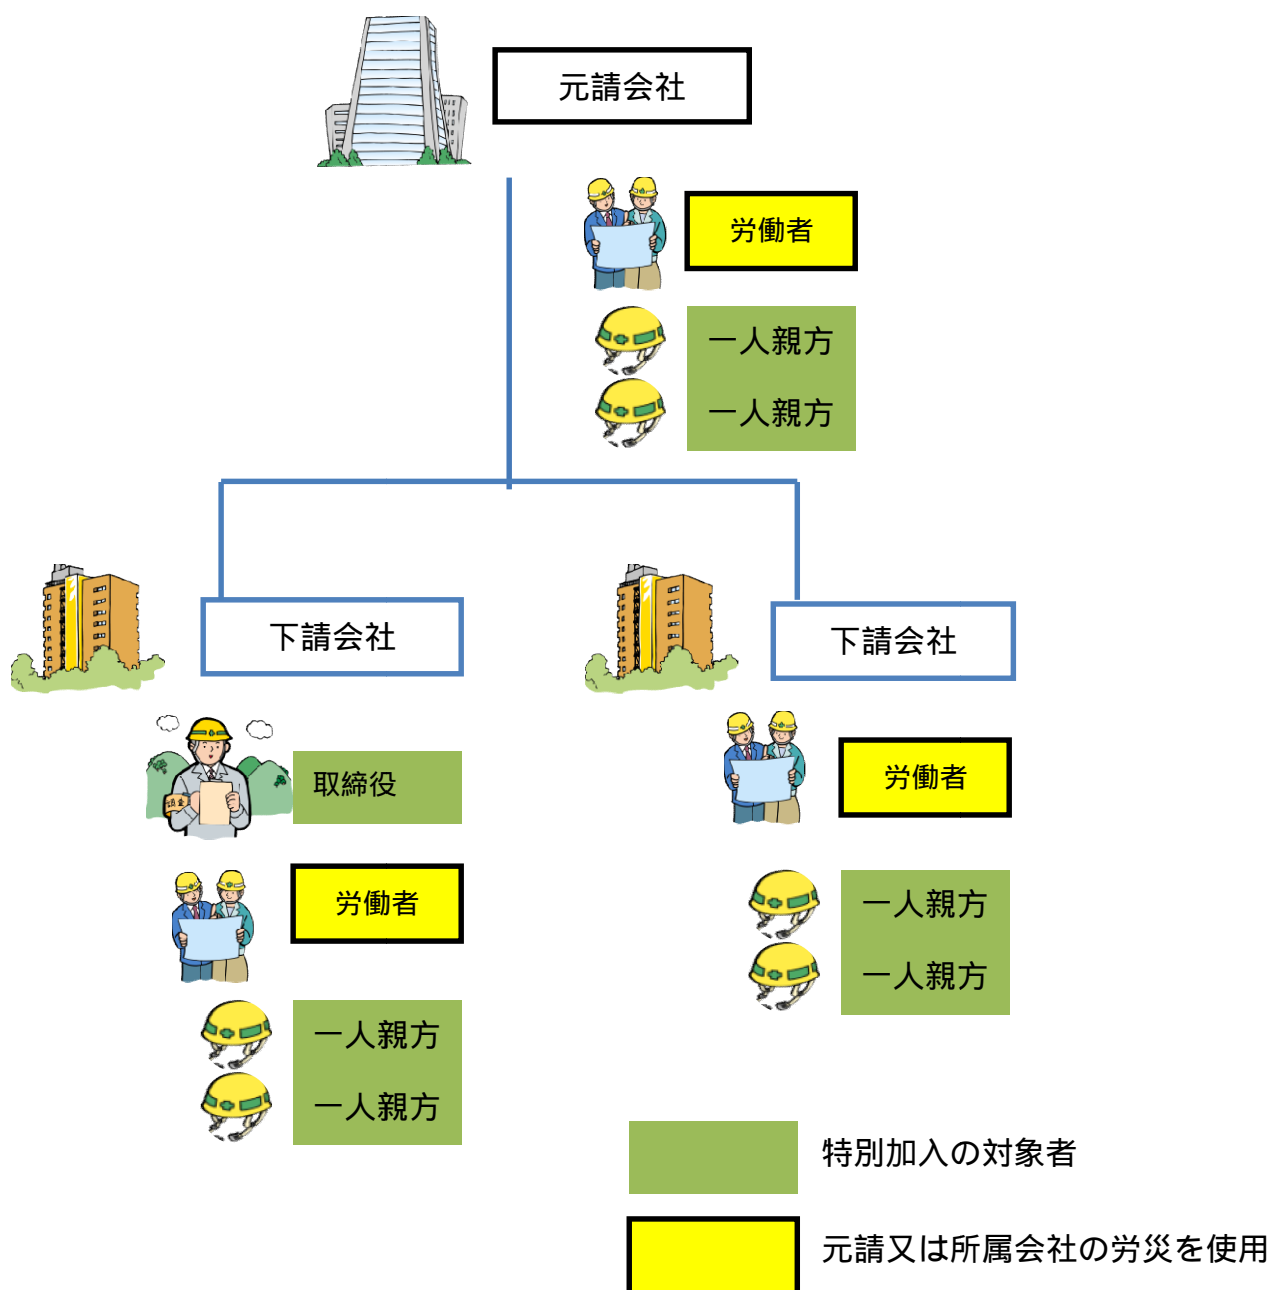 元請会社
労働者
一人親方
一人親方
下請会社
取締役
労働者
一人親方
一人親方
下請会社
労働者
一人親方
一人親方
特別加入の対象者
元請又は所属会社の労災を使用